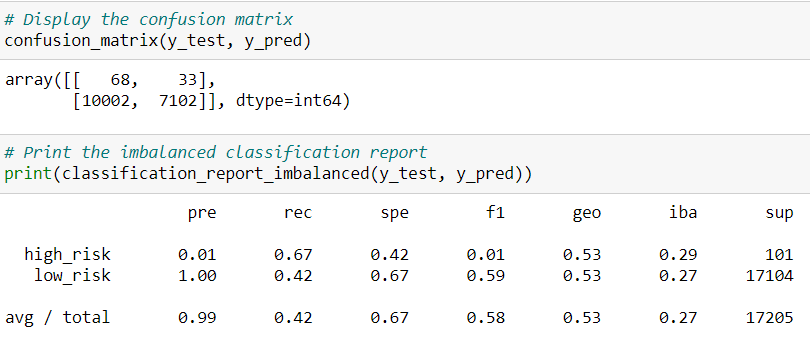 # Display the confusion matrix
confusion_matrix(y_test, y_pred)
array([[   68,    33],
       [10002,  7102]], dtype=int64)
# Print the imbalanced classification report
print(classification_report_imbalanced(y_test, y_pred))
                   pre       rec       spe        f1       geo       iba       sup
  high_risk       0.01      0.67      0.42      0.01      0.53      0.29       101
   low_risk       1.00      0.42      0.67      0.59      0.53      0.27     17104
avg / total       0.99      0.42      0.67      0.58      0.53      0.27     17205